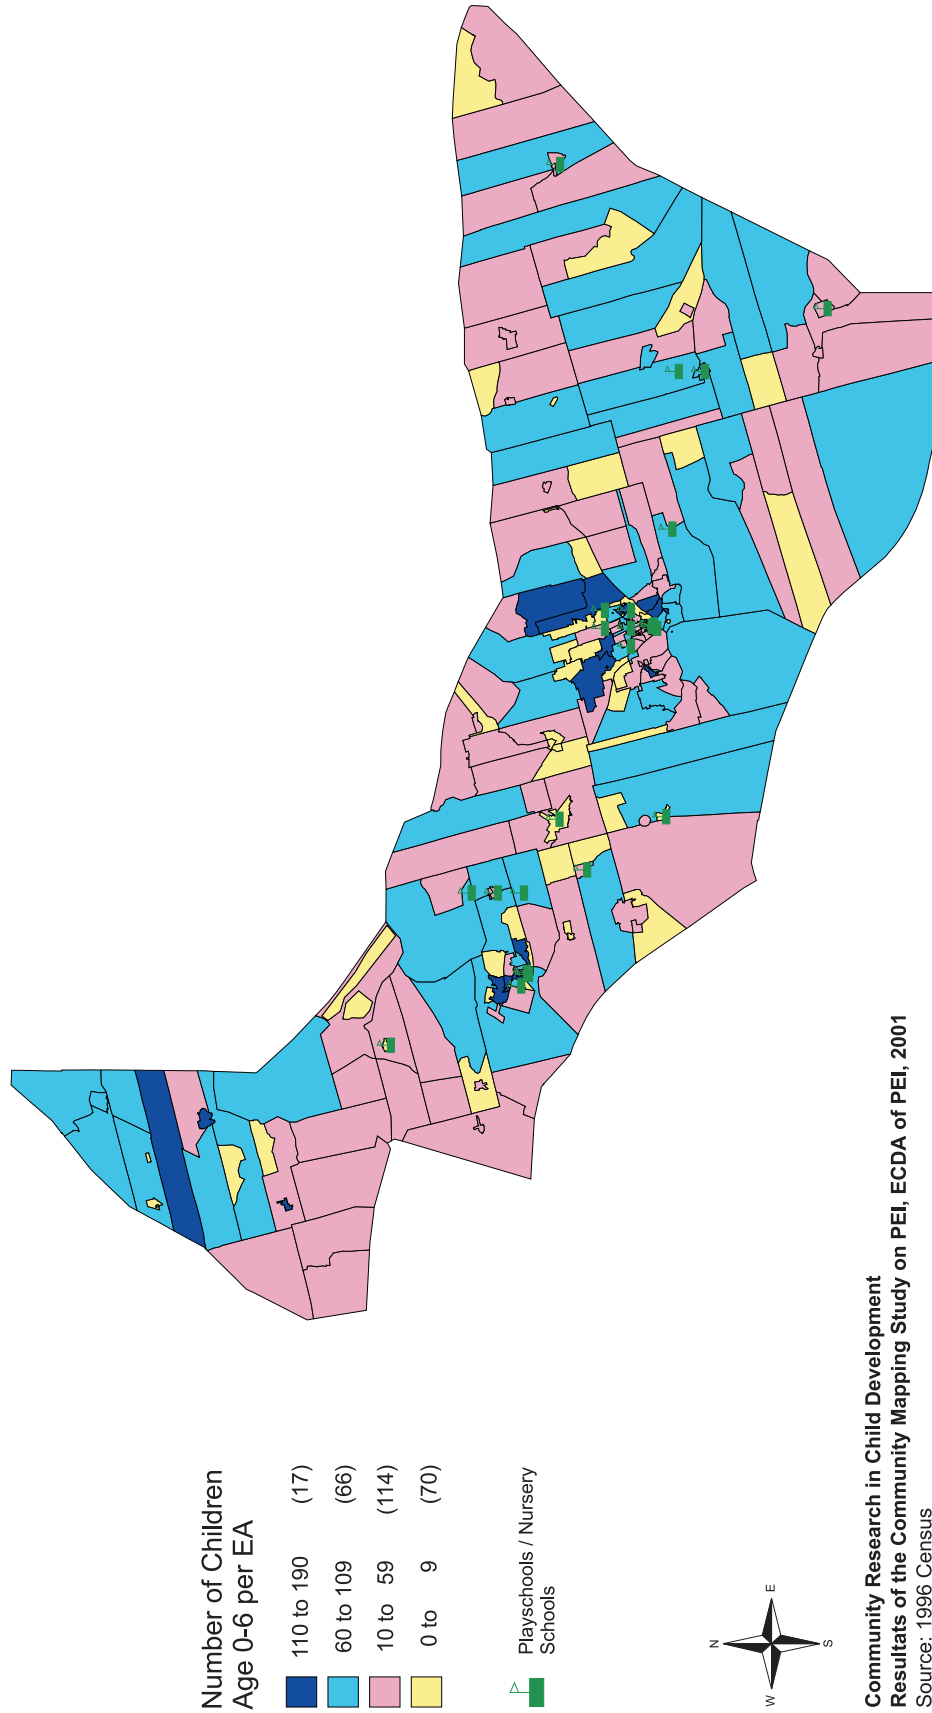 Number of Children
Age 0-6 per EA
110 to 190 (17)
60 to 109 (66)
10 to 59 (114)
0 to 9 (70)
Playschools / Nursery
Schools
N
W E
S
Community Research in Child Development
Resultats of the Community Mapping Study on PEI, ECDA of PEI, 2001
Source: 1996 Census